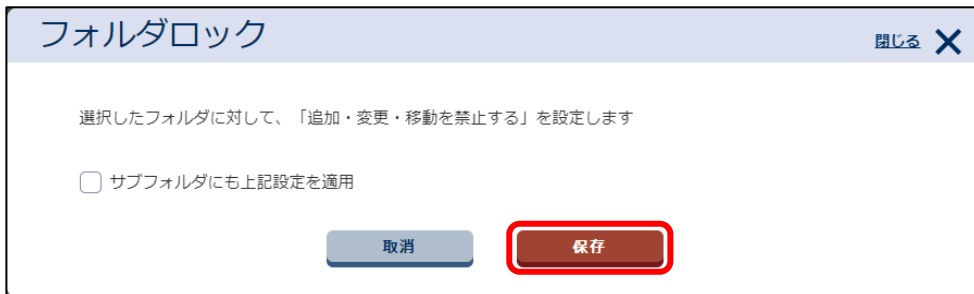 フォルダロック
閉じる
選択したフォルダに対して、「追加・変更・移動を禁止する」を設定します
サブフォルダにも上記設定を適用
取消
保存